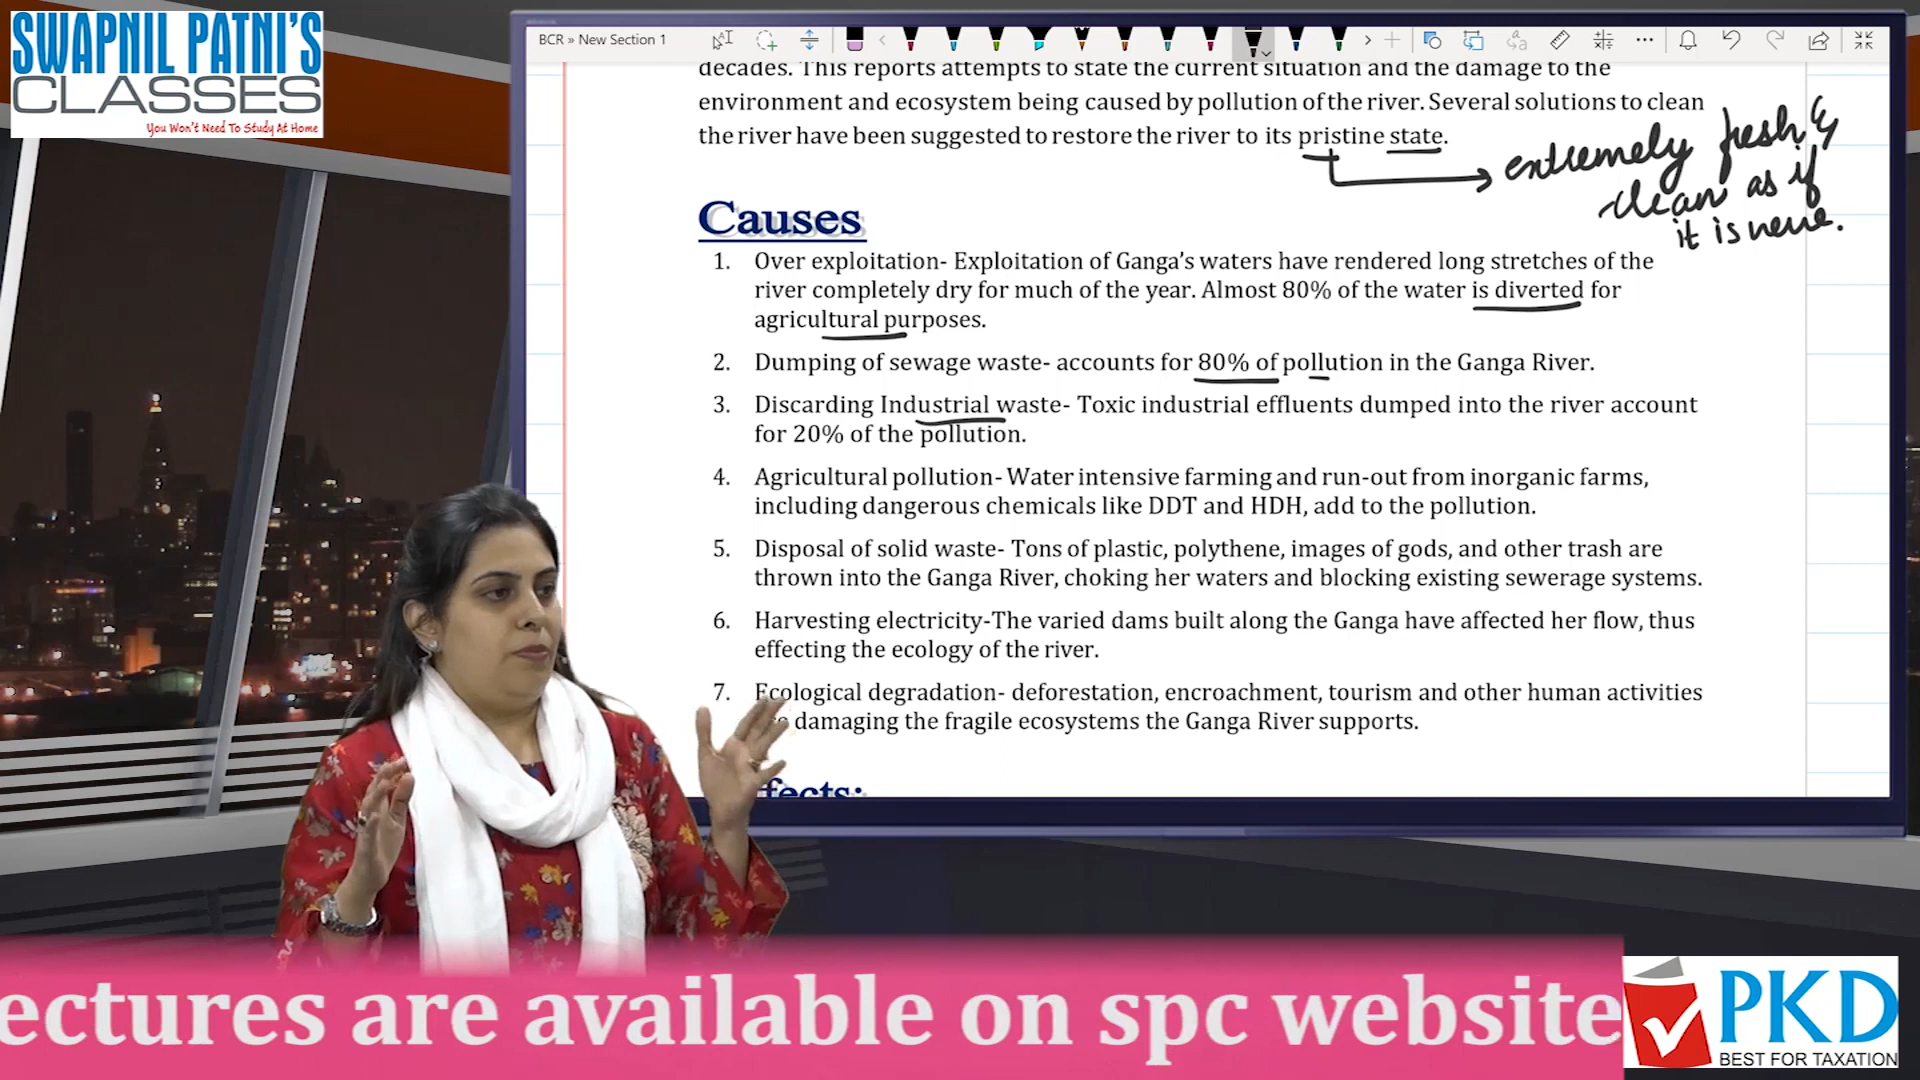 SWAPNIL PATNI'S
CLASSES
You Won't Need To Study At Home
BCR » New Section 1
decades. This reports attempts to state the current situation and the damage to the
environment and ecosystem being caused by pollution of the river. Several solutions to clean
the river have been suggested to restore the river to its pristine state.
extremely fresh &
clean as if
it is new.
Causes
1. Over exploitation- Exploitation of Ganga's waters have rendered long stretches of the
river completely dry for much of the year. Almost 80% of the water is diverted for
agricultural purposes.
2. Dumping of sewage waste- accounts for 80% of pollution in the Ganga River.
3. Discarding Industrial waste- Toxic industrial effluents dumped into the river account
for 20% of the pollution.
4. Agricultural pollution- Water intensive farming and run-out from inorganic farms,
including dangerous chemicals like DDT and HDH, add to the pollution.
5. Disposal of solid waste- Tons of plastic, polythene, images of gods, and other trash are
thrown into the Ganga River, choking her waters and blocking existing sewerage systems.
6. Harvesting electricity-The varied dams built along the Ganga have affected her flow, thus
effecting the ecology of the river.
7. Ecological degradation- deforestation, encroachment, tourism and other human activities
damaging the fragile ecosystems the Ganga River supports.
ffects:
ectures are available on spc website
PKD
BEST FOR TAXATION